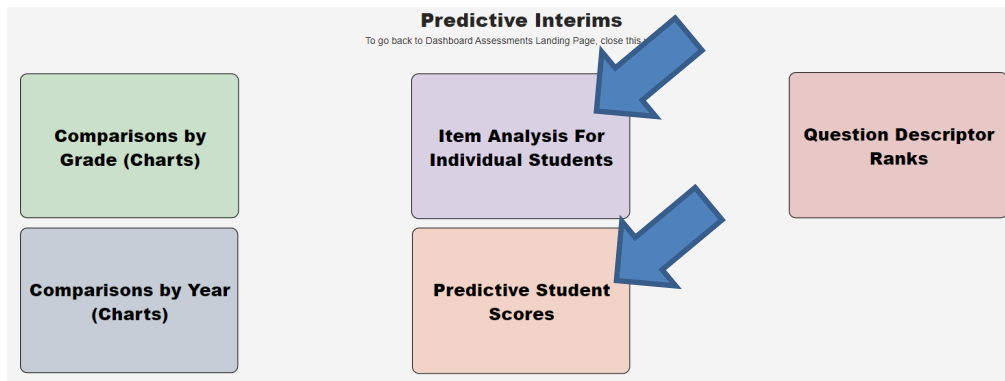 Predictive Interims
To go back to Dashboard Assessments Landing Page, close this
Comparisons by
Grade (Charts)
Item Analysis For
Individual Students
Question Descriptor
Ranks
Comparisons by Year
(Charts)
Predictive Student
Scores